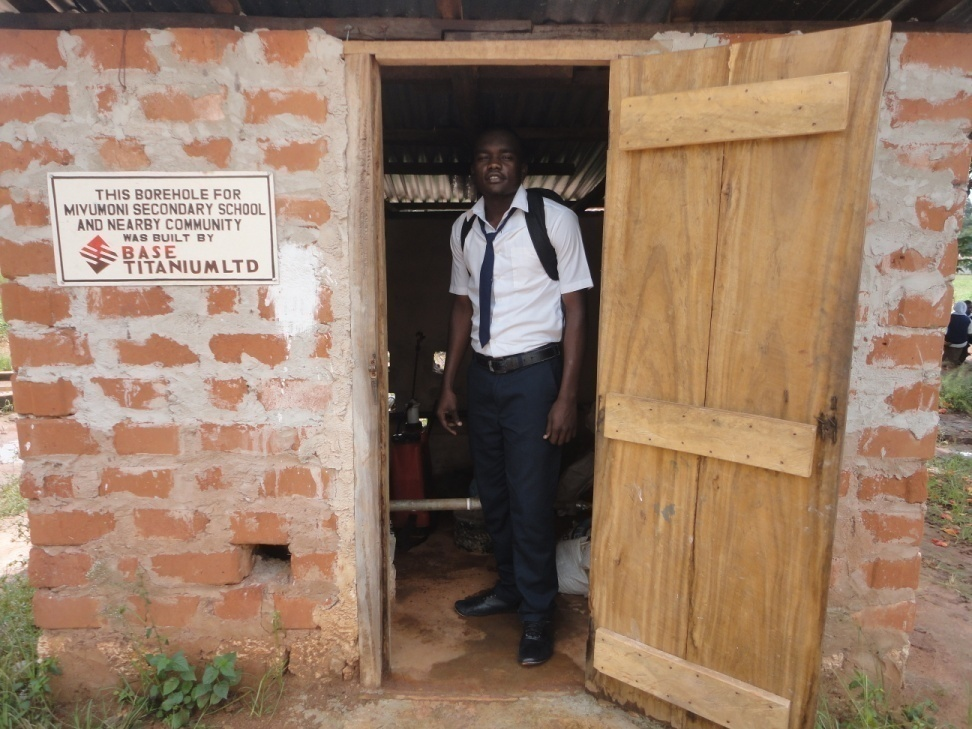 THIS BOREHOLE FOR
MIVUMONI SECONDARY SCHOOL
AND NEARBY COMMUNITY
WAS BUILT BY
BASE
TITANIUM LTD